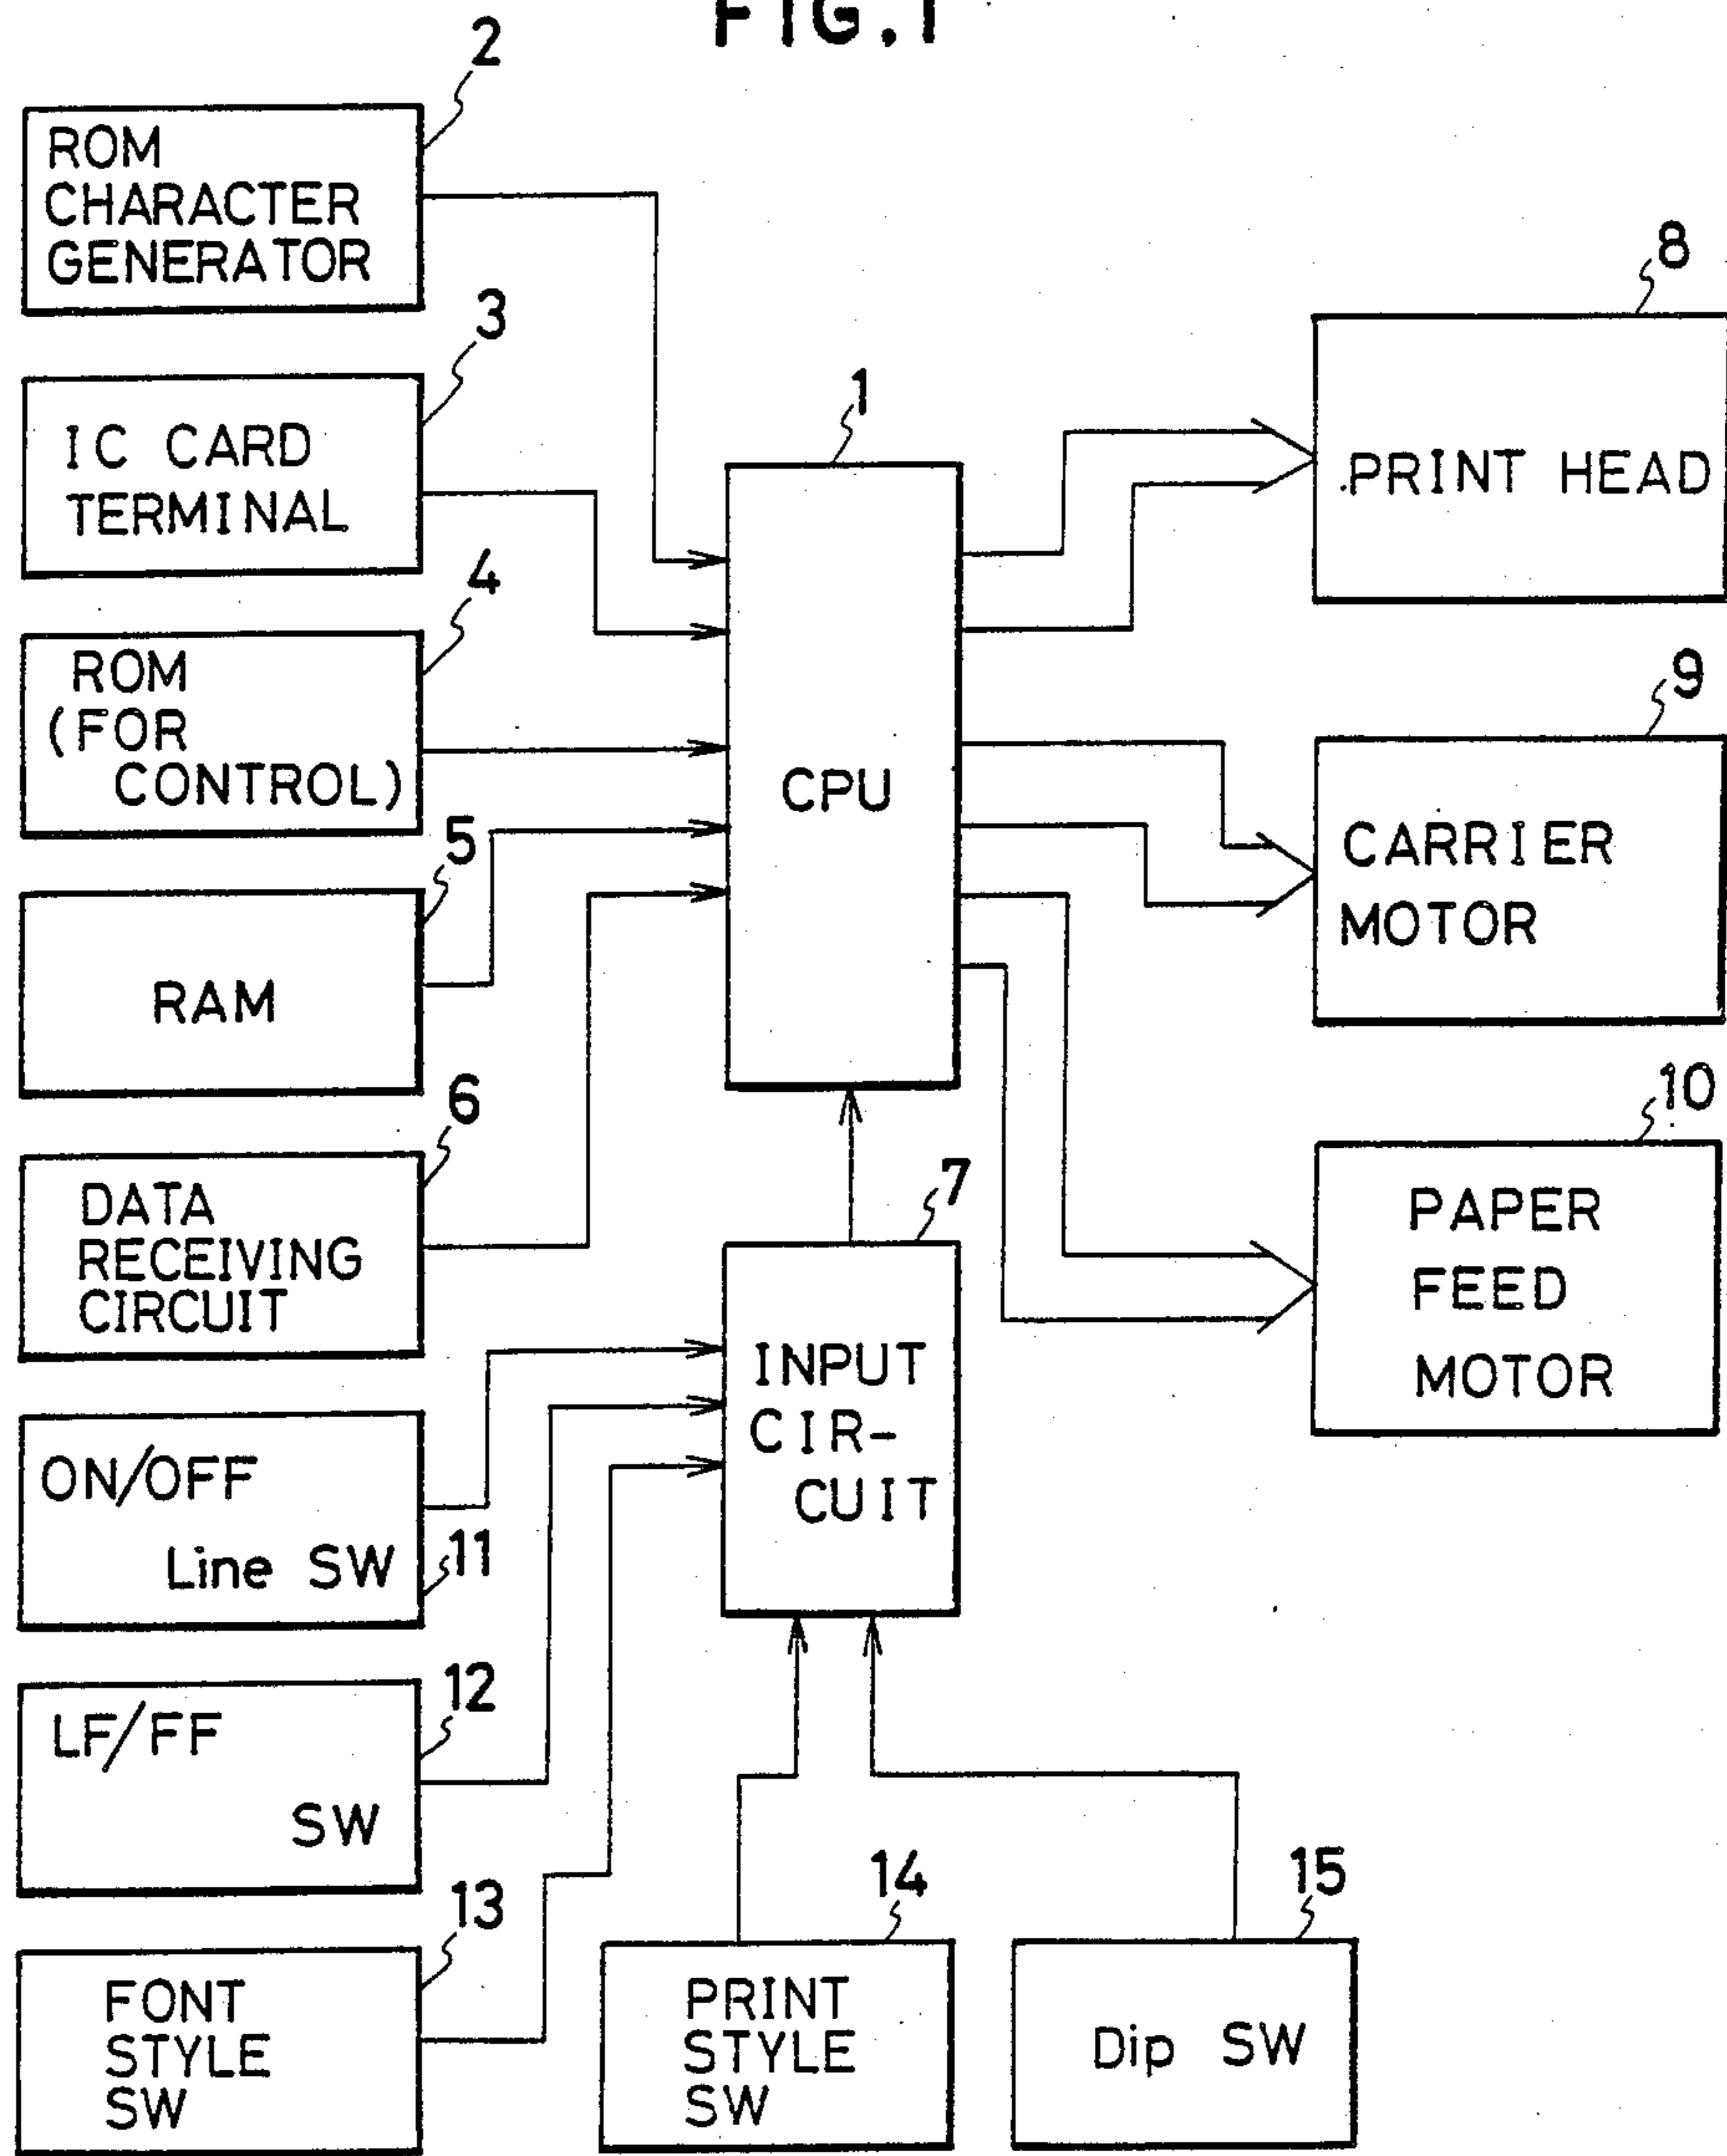 FIG.1
2
ROM
CHARACTER
GENERATOR
3
IC CARD
TERMINAL
4
ROM
(FOR
CONTROL)
5
RAM
6
DATA
RECEIVING
CIRCUIT
ON/OFF
Line SW
11
12
LF/FF
SW
13
FONT
STYLE
SW
1
CPU
7
INPUT
CIR-
CUIT
14
PRINT
STYLE
SW
15
Dip SW
8
PRINT HEAD
9
CARRIER
MOTOR
10
PAPER
FEED
MOTOR